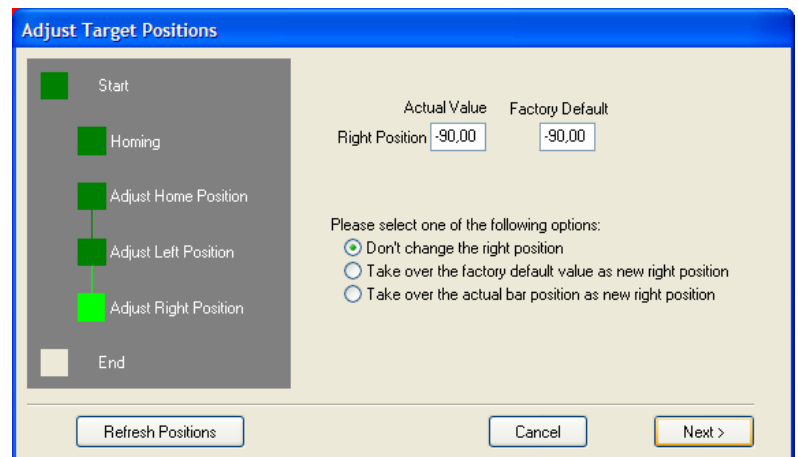 Adjust Target Positions
Start
Homing
Adjust Home Position
Adjust Left Position
Adjust Right Position
End
Actual Value Factory Default
Right Position -90,00 -90,00
Please select one of the following options:
Don't change the right position
Take over the factory default value as new right position
Take over the actual bar position as new right position
Refresh Positions Cancel Next >